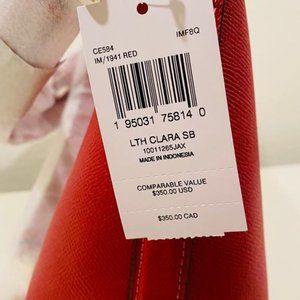 CE584 IMF8Q
IM/1941 RED
1 95031 75814 0
LTH CLARA SB
10011265JAX
MADE IN INDONESIA
COMPARABLE VALUE
$350.00 USD
$350.00 CAD